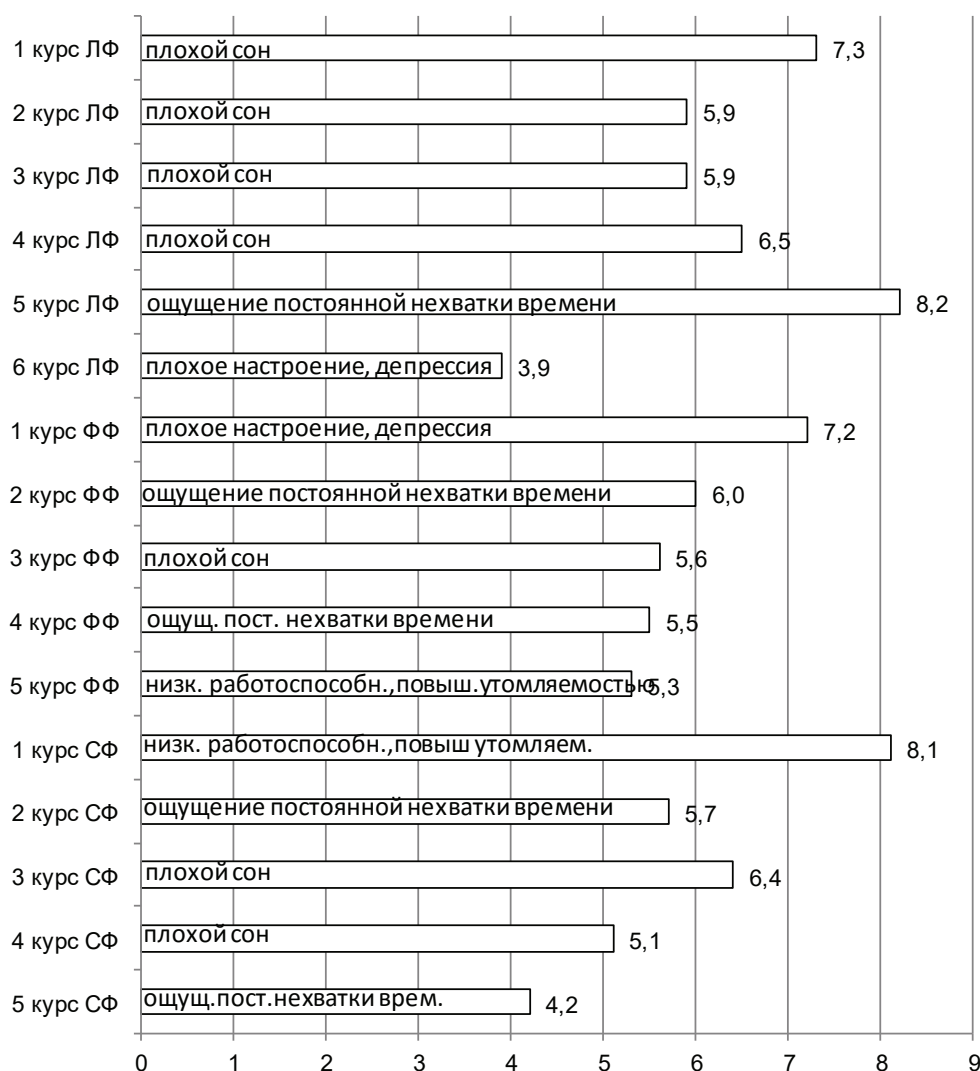 1 курс ЛФ плохой сон 7,3
2 курс ЛФ плохой сон 5,9
3 курс ЛФ плохой сон 5,9
4 курс ЛФ плохой сон 6,5
5 курс ЛФ ощущение постоянной нехватки времени 8,2
6 курс ЛФ плохое настроение, депрессия 3,9
1 курс ФФ плохое настроение, депрессия 7,2
2 курс ФФ ощущение постоянной нехватки времени 6,0
3 курс ФФ плохой сон 5,6
4 курс ФФ ощущ. пост. нехватки времени 5,5
5 курс ФФ низк. работоспособн.,повыш.утомляемостью 5,3
1 курс СФ низк. работоспособн.,повыш утомляем. 8,1
2 курс СФ ощущение постоянной нехватки времени 5,7
3 курс СФ плохой сон 6,4
4 курс СФ плохой сон 5,1
5 курс СФ ощущ.пост.нехватки врем. 4,2
0 1 2 3 4 5 6 7 8 9